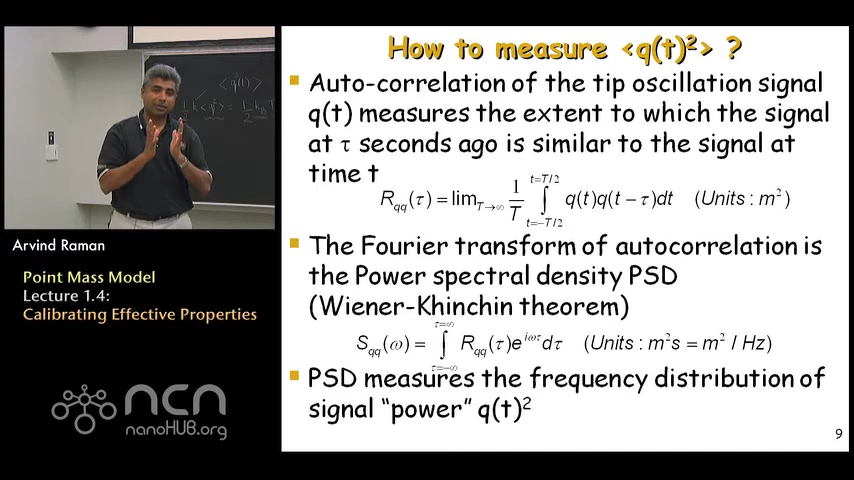 How to measure <q(t)²> ?
Auto-correlation of the tip oscillation signal
q(t) measures the extent to which the signal
at τ seconds ago is similar to the signal at
time t
R_qq(τ) = lim_T→∞ 1/T ∫_{t=-T/2}^{t=T/2} q(t)q(t − τ)dt (Units : m²)
The Fourier transform of autocorrelation is
the Power spectral density PSD
(Wiener-Khinchin theorem)
S_qq(ω) = ∫_{τ=-∞}^{τ=∞} R_qq(τ)e^{iωτ}dτ (Units : m²s = m² / Hz)
PSD measures the frequency distribution of
signal “power” q(t)²
9
Arvind Raman
Point Mass Model
Lecture 1.4:
Calibrating Effective Properties
ncn
nanoHUB.org